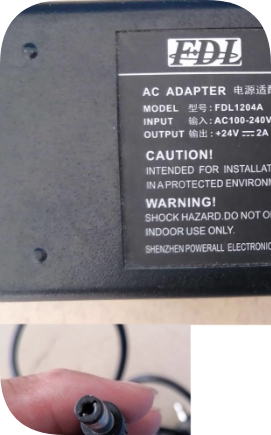 FDL
AC ADAPTER 电源适配
MODEL 型号: FDL1204A
INPUT 输入: AC100-240V
OUTPUT 输出: +24V ⎓ 2A
CAUTION!
INTENDED FOR INSTALLAT
IN A PROTECTED ENVIRONM
WARNING!
SHOCK HAZARD. DO NOT O
INDOOR USE ONLY.
SHENZHEN POWERALL ELECTRONIC